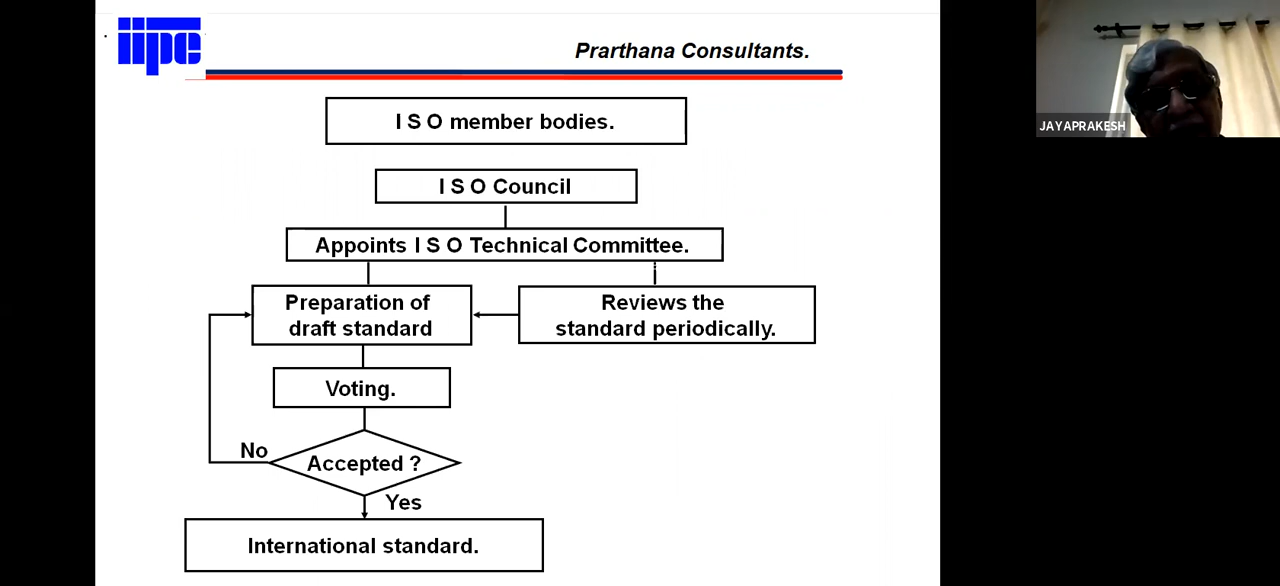 iipe
Prarthana Consultants.
JAYAPRAKESH
I S O member bodies.
I S O Council
Appoints I S O Technical Committee.
Preparation of
draft standard
Reviews the
standard periodically.
Voting.
No
Accepted ?
Yes
International standard.